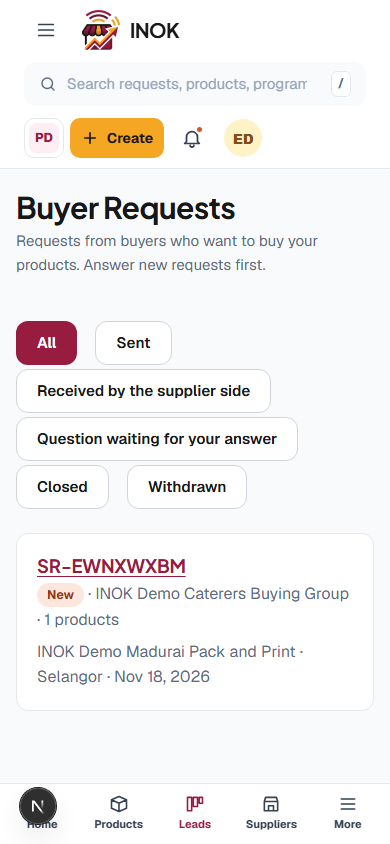 INOK
Search requests, products, program
/
PD
+ Create
ED
Buyer Requests
Requests from buyers who want to buy your
products. Answer new requests first.
All
Sent
Received by the supplier side
Question waiting for your answer
Closed
Withdrawn
SR-EWNXWXBM
New · INOK Demo Caterers Buying Group
· 1 products
INOK Demo Madurai Pack and Print ·
Selangor · Nov 18, 2026
N
Home
Products
Leads
Suppliers
More